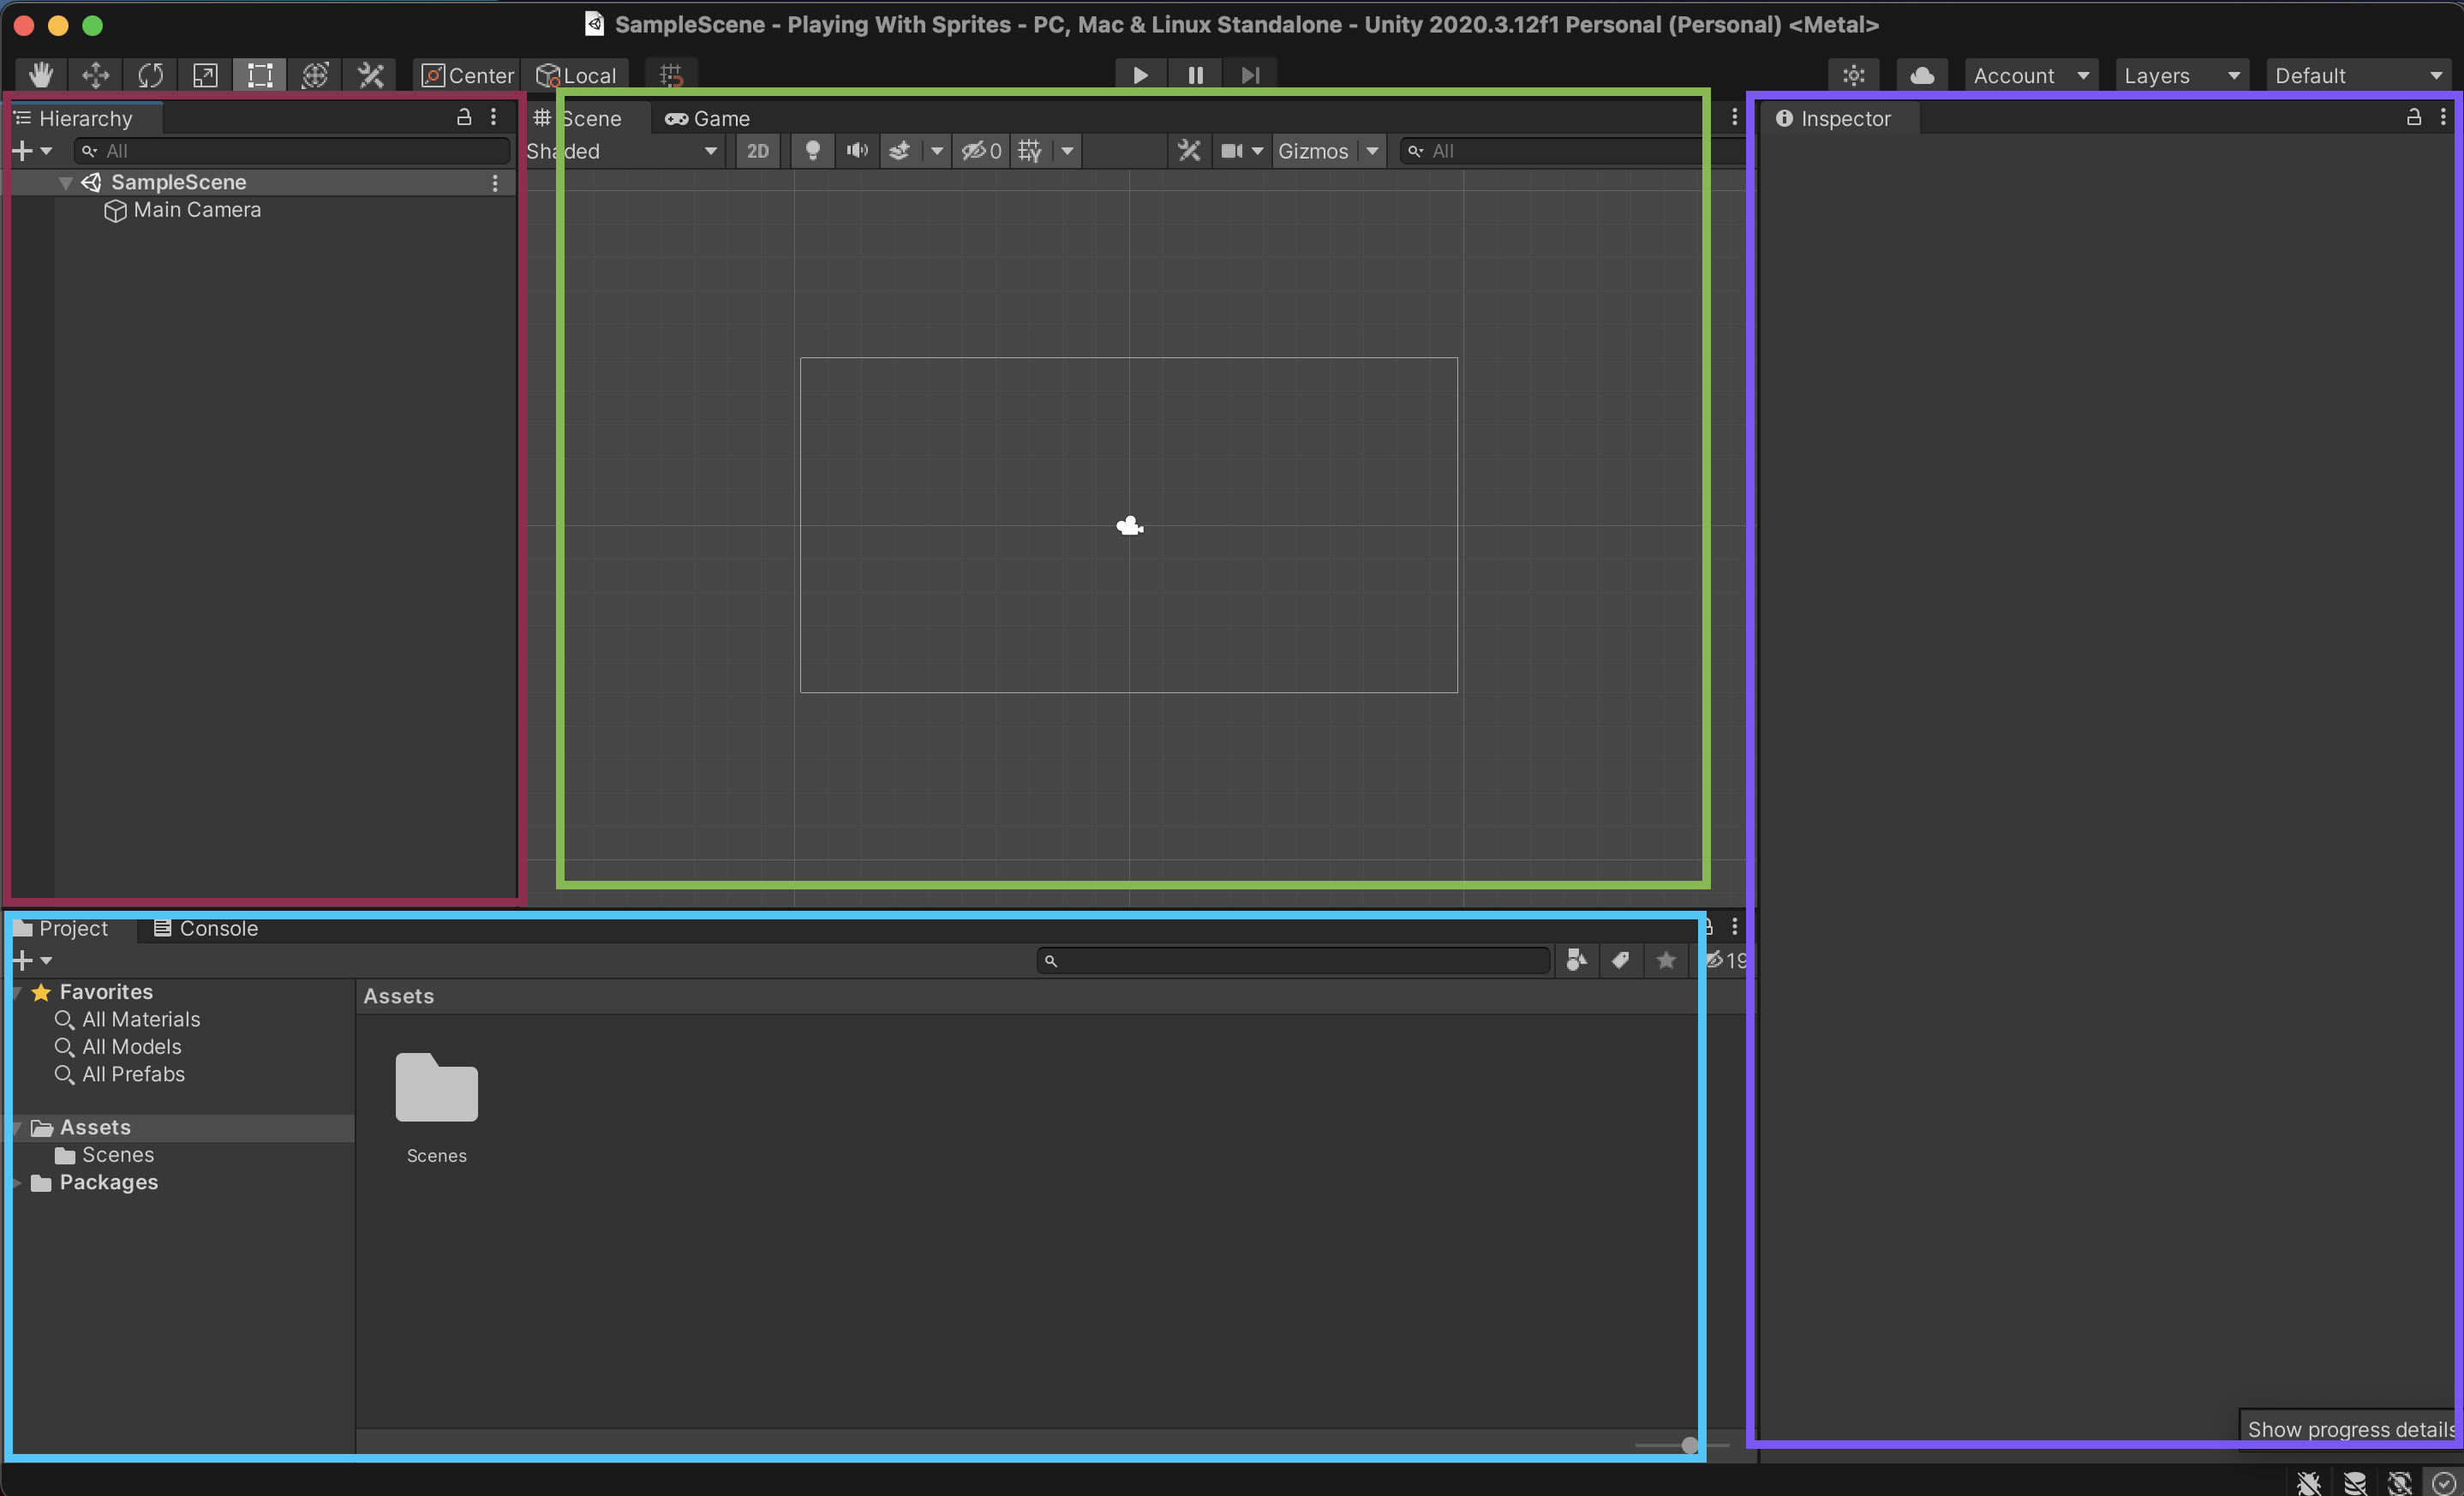 SampleScene - Playing With Sprites - PC, Mac & Linux Standalone - Unity 2020.3.12f1 Personal (Personal) <Metal>
Center Local Account Layers Default
Hierarchy Scene Game Inspector
All Shaded 2D 0 Gizmos All
SampleScene
Main Camera
Project Console
19
Favorites Assets
All Materials
All Models
All Prefabs
Assets
Scenes Scenes
Packages
Show progress details